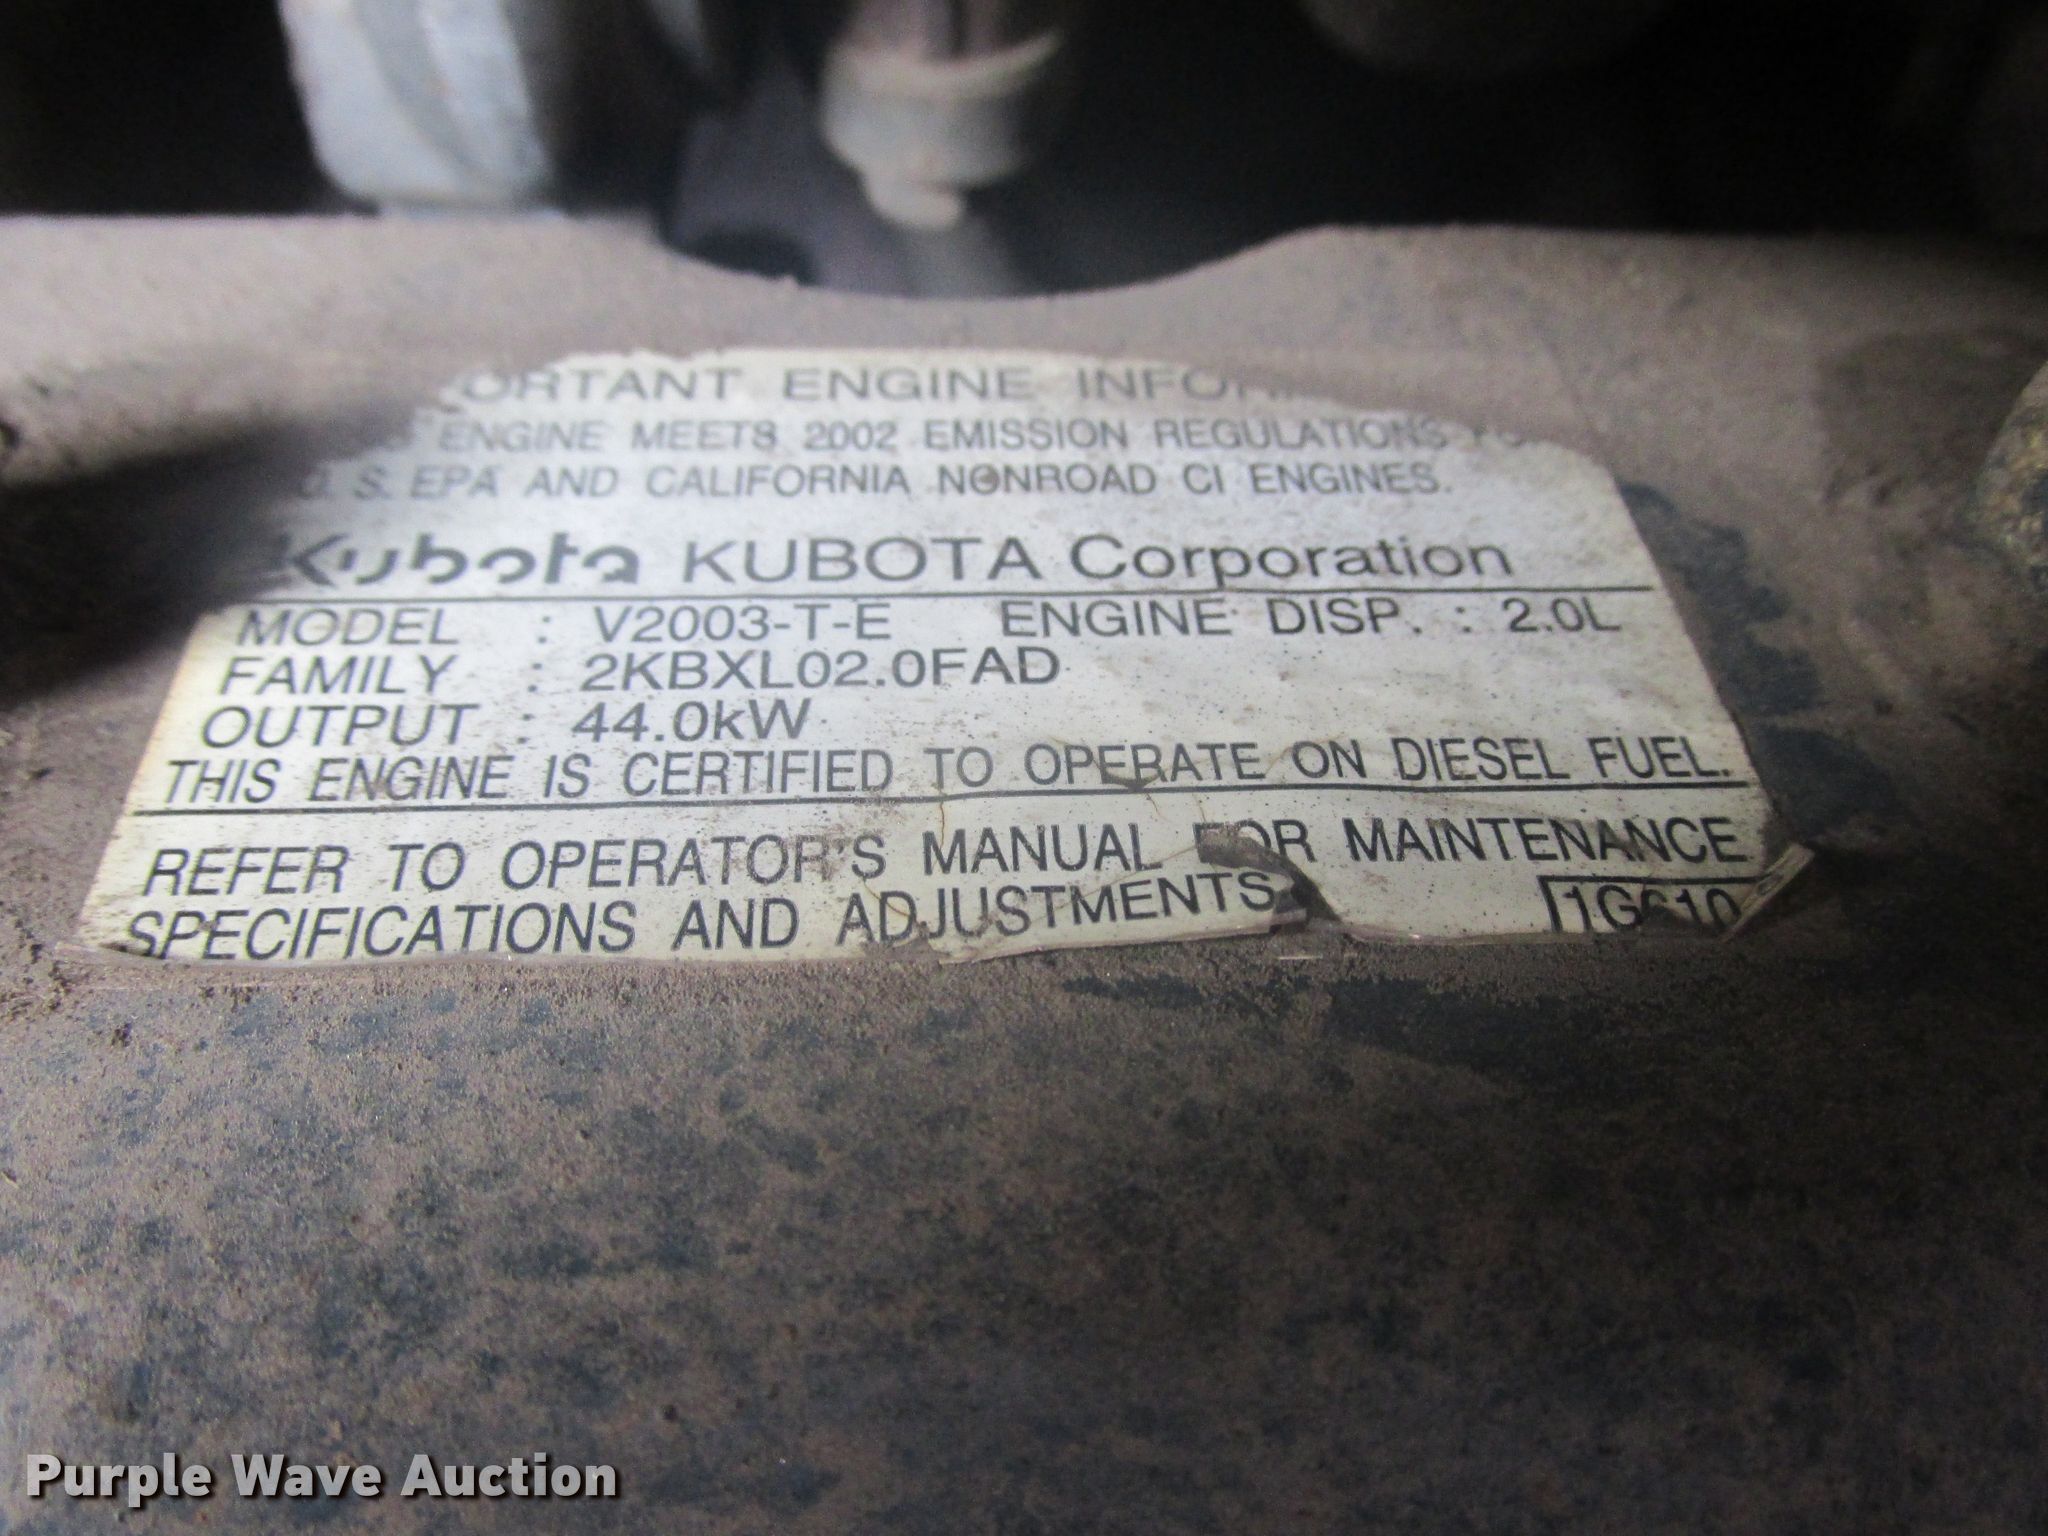 ORTANT ENGINE INFOR
ENGINE MEETS 2002 EMISSION REGULATIONS FO
U. S. EPA AND CALIFORNIA NONROAD CI ENGINES.
Kubota KUBOTA Corporation
MODEL : V2003-T-E ENGINE DISP. : 2.0L
FAMILY : 2KBXL02.0FAD
OUTPUT : 44.0kW
THIS ENGINE IS CERTIFIED TO OPERATE ON DIESEL FUEL.
REFER TO OPERATOR'S MANUAL FOR MAINTENANCE
SPECIFICATIONS AND ADJUSTMENTS
Purple Wave Auction